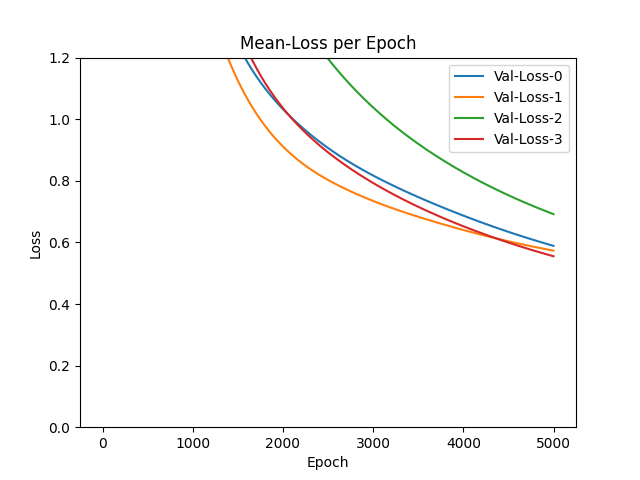 Mean-Loss per Epoch
Val-Loss-0
Val-Loss-1
Val-Loss-2
Val-Loss-3
Loss
1.2
1.0
0.8
0.6
0.4
0.2
0.0
0 1000 2000 3000 4000 5000
Epoch